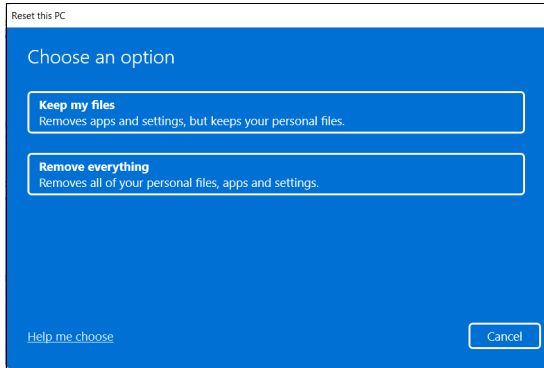 Reset this PC
Choose an option
Keep my files
Removes apps and settings, but keeps your personal files.
Remove everything
Removes all of your personal files, apps and settings.
Help me choose
Cancel